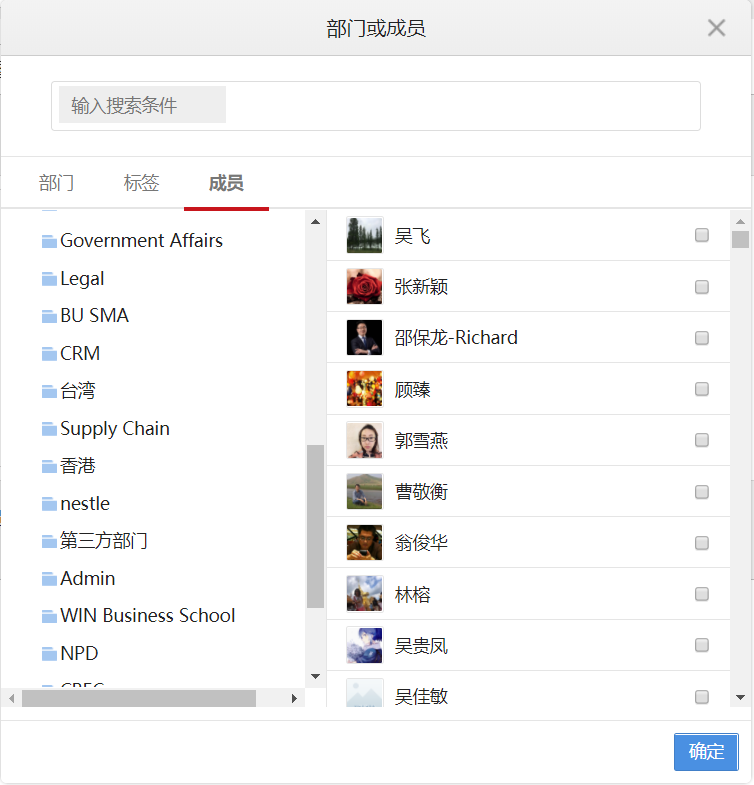 部门或成员
输入搜索条件
部门
标签
成员
Government Affairs
Legal
BU SMA
CRM
台湾
Supply Chain
香港
nestle
第三方部门
Admin
WIN Business School
NPD
吴飞
张新颖
邵保龙-Richard
顾臻
郭雪燕
曹敬衡
翁俊华
林榕
吴贵凤
吴佳敏
确定